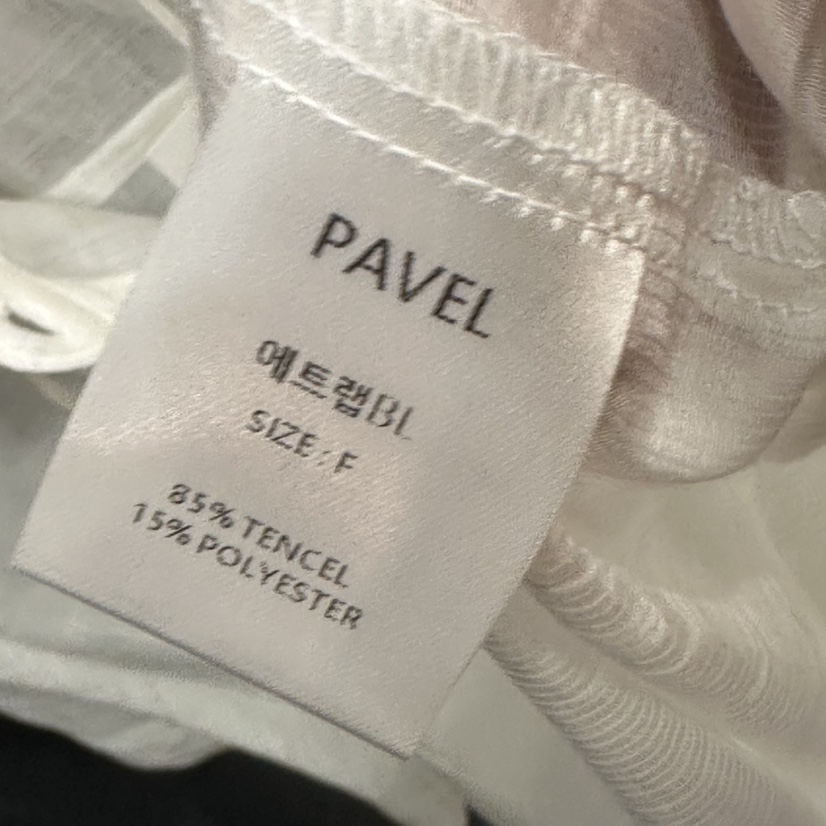 PAVEL
에트랩BL
SIZE : F
85% TENCEL
15% POLYESTER